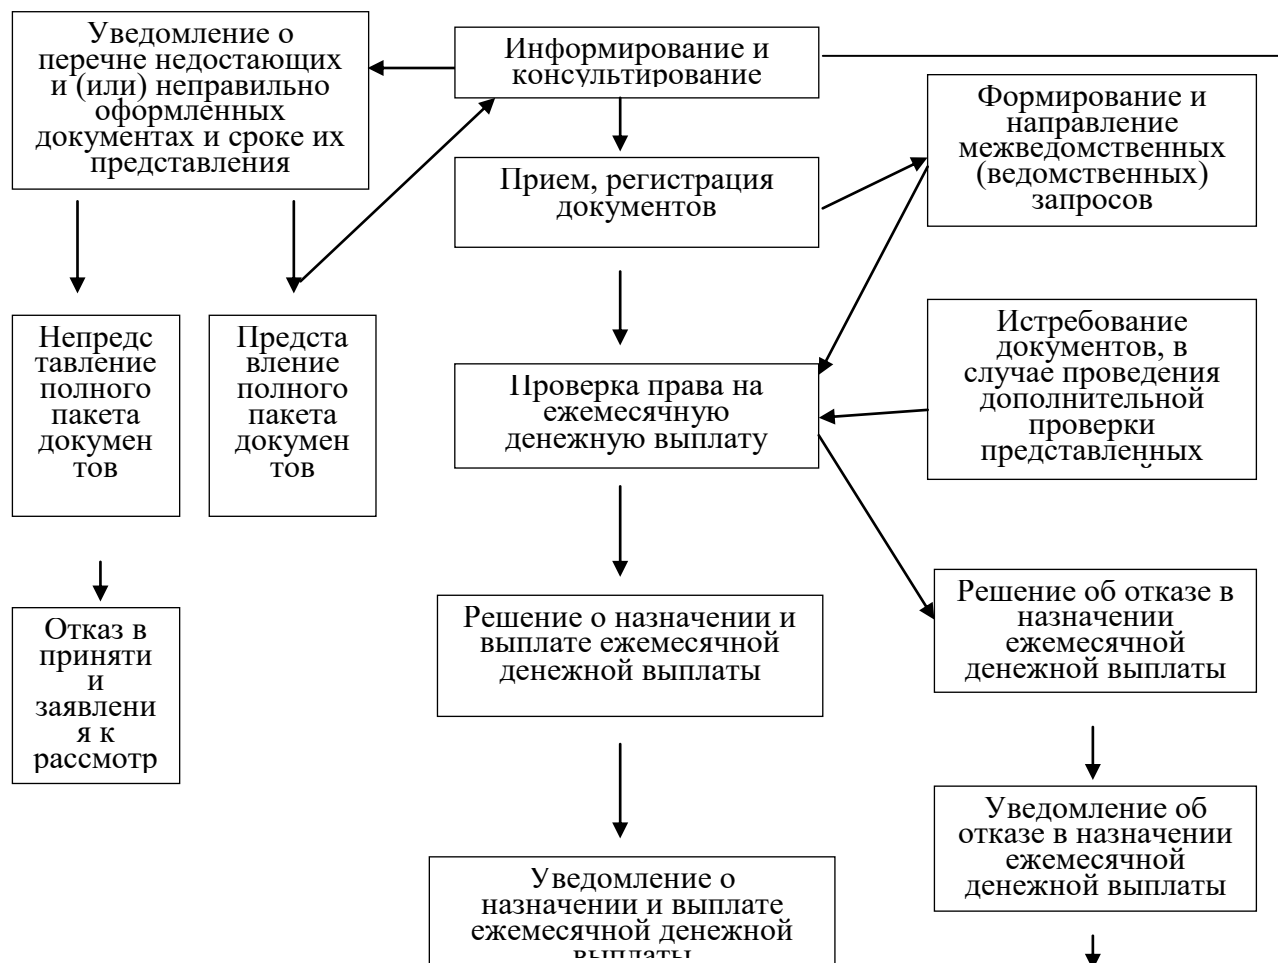 Уведомление о
перечне недостающих
и (или) неправильно
оформленных
документах и сроке их
представления
Информирование и
консультирование
Формирование и
направление
межведомственных
(ведомственных)
запросов
Прием, регистрация
документов
Непредс
тавление
полного
пакета
докумен
тов
Предста
вление
полного
пакета
докумен
тов
Проверка права на
ежемесячную
денежную выплату
Истребование
документов, в
случае проведения
дополнительной
проверки
представленных
Отказ в
приняти
и
заявлени
я к
рассмотр
Решение о назначении и
выплате ежемесячной
денежной выплаты
Решение об отказе в
назначении
ежемесячной
денежной выплаты
Уведомление о
назначении и выплате
ежемесячной денежной
выплаты
Уведомление об
отказе в назначении
ежемесячной
денежной выплаты